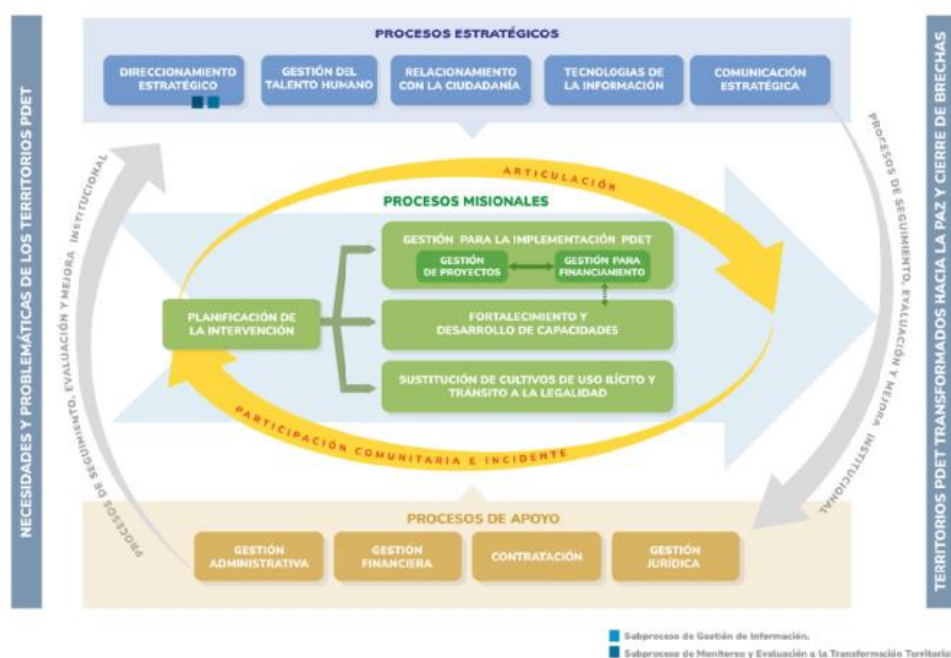 PROCESOS ESTRATÉGICOS
DIRECCIONAMIENTO
ESTRATÉGICO
GESTIÓN DEL
TALENTO HUMANO
RELACIONAMIENTO
CON LA CIUDADANÍA
TECNOLOGÍAS DE
LA INFORMACIÓN
COMUNICACIÓN
ESTRATÉGICA
NECESIDADES Y PROBLEMÁTICAS DE LOS TERRITORIOS PDET
PROCESOS DE SEGUIMIENTO, EVALUACIÓN Y MEJORA INSTITUCIONAL
ARTICULACIÓN
PROCESOS MISIONALES
GESTIÓN PARA LA IMPLEMENTACIÓN PDET
GESTIÓN
DE PROYECTOS
GESTIÓN PARA
FINANCIAMIENTO
PLANIFICACIÓN DE
LA INTERVENCIÓN
FORTALECIMIENTO Y
DESARROLLO DE CAPACIDADES
SUSTITUCIÓN DE CULTIVOS DE USO ILÍCITO Y
TRÁNSITO A LA LEGALIDAD
PARTICIPACIÓN COMUNITARIA E INCIDENTE
PROCESOS DE SEGUIMIENTO, EVALUACIÓN Y MEJORA INSTITUCIONAL
TERRITORIOS PDET TRANSFORMADOS HACIA LA PAZ Y CIERRE DE BRECHAS
PROCESOS DE APOYO
GESTIÓN
ADMINISTRATIVA
GESTIÓN
FINANCIERA
CONTRATACIÓN
GESTIÓN
JURÍDICA
Subproceso de Gestión de Información.
Subproceso de Monitoreo y Evaluación a la Transformación Territorio